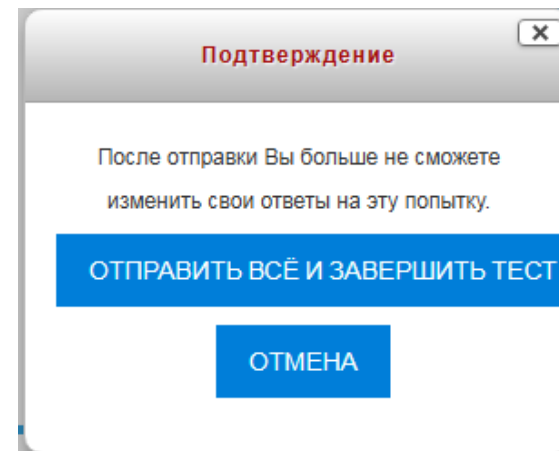 Подтверждение
После отправки Вы больше не сможете
изменить свои ответы на эту попытку.
ОТПРАВИТЬ ВСЁ И ЗАВЕРШИТЬ ТЕСТ
ОТМЕНА